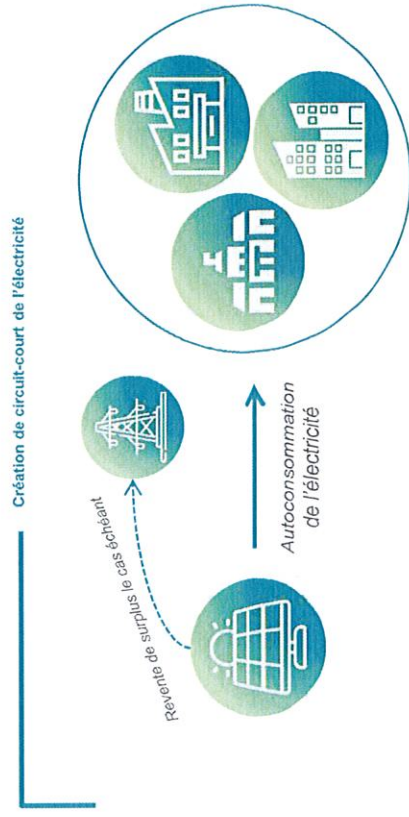 Création de circuit-court de l'électricité
Revente de surplus le cas échéant
Autoconsommation
de l'électricité